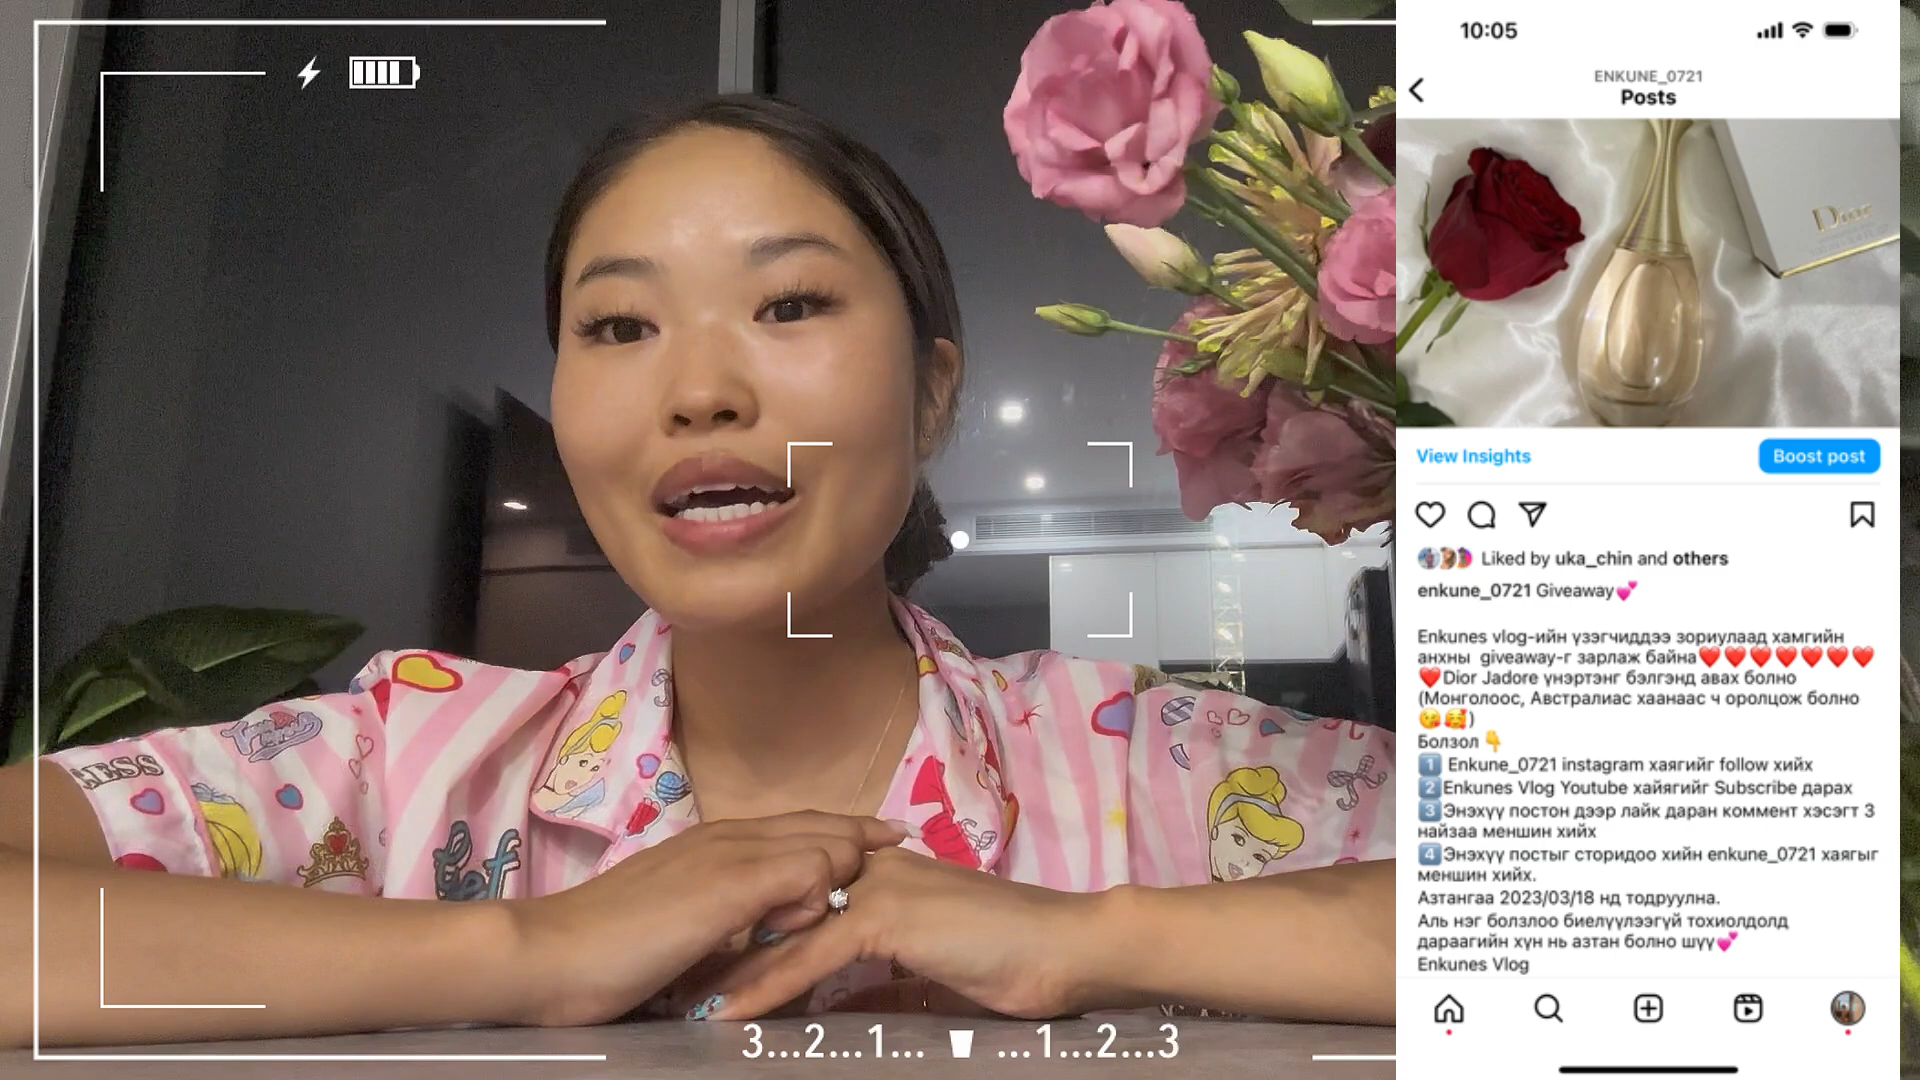 10:05
ENKUNE_0721
Posts
Dior
View Insights
Boost post
Liked by uka_chin and others
enkune_0721 Giveaway💕
Enkunes vlog-ийн үзэгчиддээ зориулаад хамгийн
анхны giveaway-г зарлаж байна❤️❤️❤️❤️❤️❤️❤️
❤️Dior Jadore үнэртэнг бэлгэнд авах болно
(Монголоос, Австралиас хаанаас ч оролцож болно
😘🥰)
Болзол 👇
1️⃣ Enkune_0721 instagram хаягийг follow хийх
2️⃣Enkunes Vlog Youtube хайягийг Subscribe дарах
3️⃣Энэхүү постон дээр лайк даран коммент хэсэгт 3
найзаа меншин хийх
4️⃣Энэхүү постыг сторидоо хийн enkune_0721 хаягыг
меншин хийх.
Азтангаа 2023/03/18 нд тодруулна.
Аль нэг болзлоо биелүүлээгүй тохиолдолд
дараагийн хүн нь азтан болно шүү💕
Enkunes Vlog
3...2...1... ...1...2...3